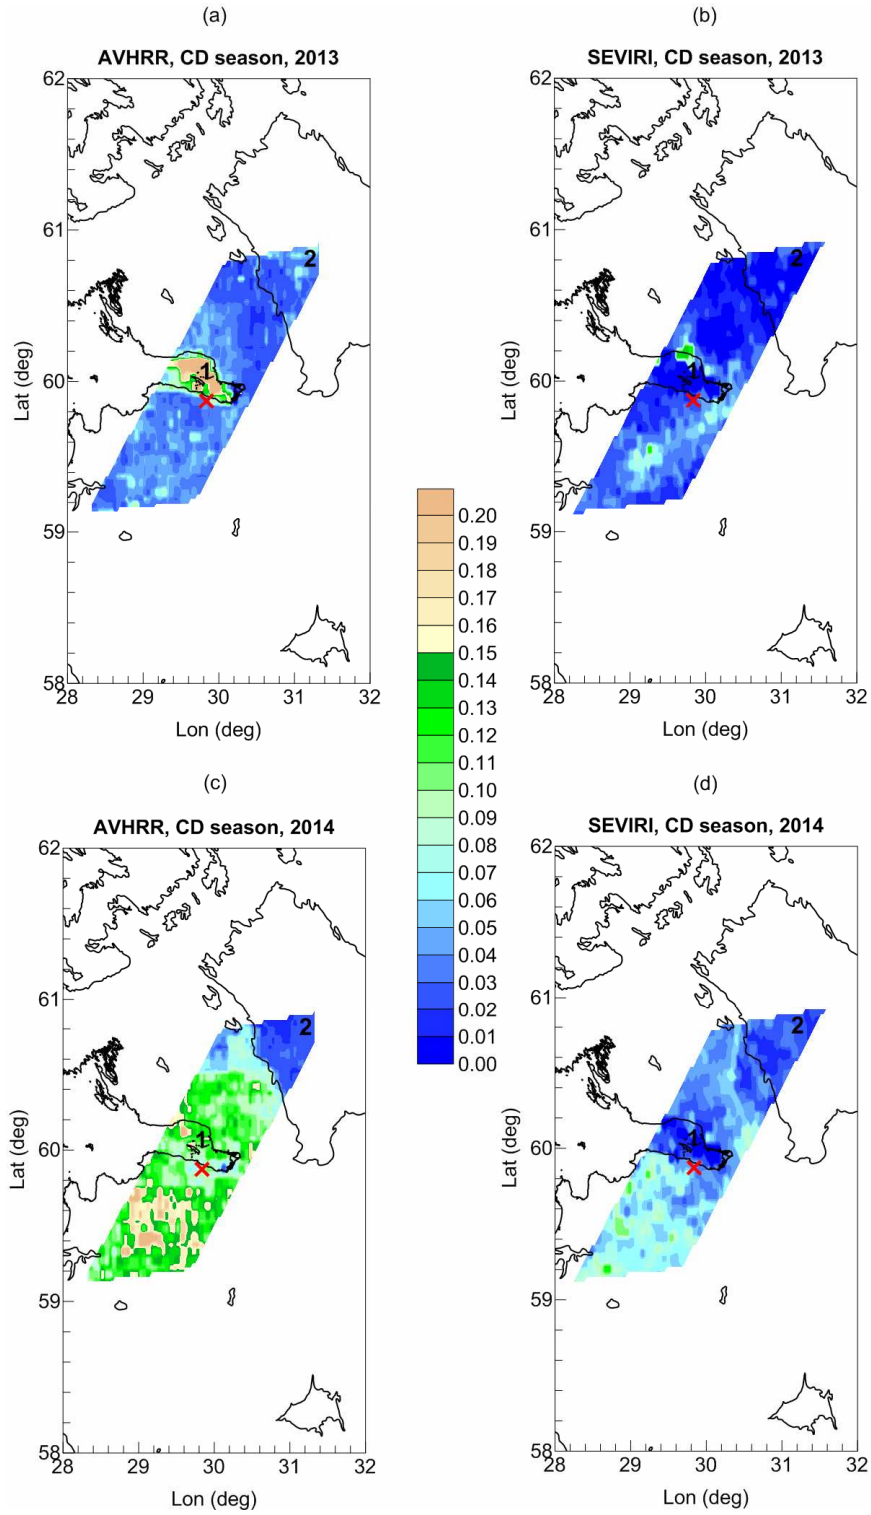 (a)
(b)
AVHRR, CD season, 2013
SEVIRI, CD season, 2013
62
62
61
61
2
2
Lat (deg)
Lat (deg)
1
1
60
60
59
59
58
58
28 29 30 31 32
28 29 30 31 32
Lon (deg)
Lon (deg)
0.20
0.19
0.18
0.17
0.16
0.15
0.14
0.13
0.12
0.11
0.10
0.09
0.08
0.07
0.06
0.05
0.04
0.03
0.02
0.01
0.00
(c)
(d)
AVHRR, CD season, 2014
SEVIRI, CD season, 2014
62
62
61
61
2
2
Lat (deg)
Lat (deg)
1
1
60
60
59
59
58
58
28 29 30 31 32
28 29 30 31 32
Lon (deg)
Lon (deg)